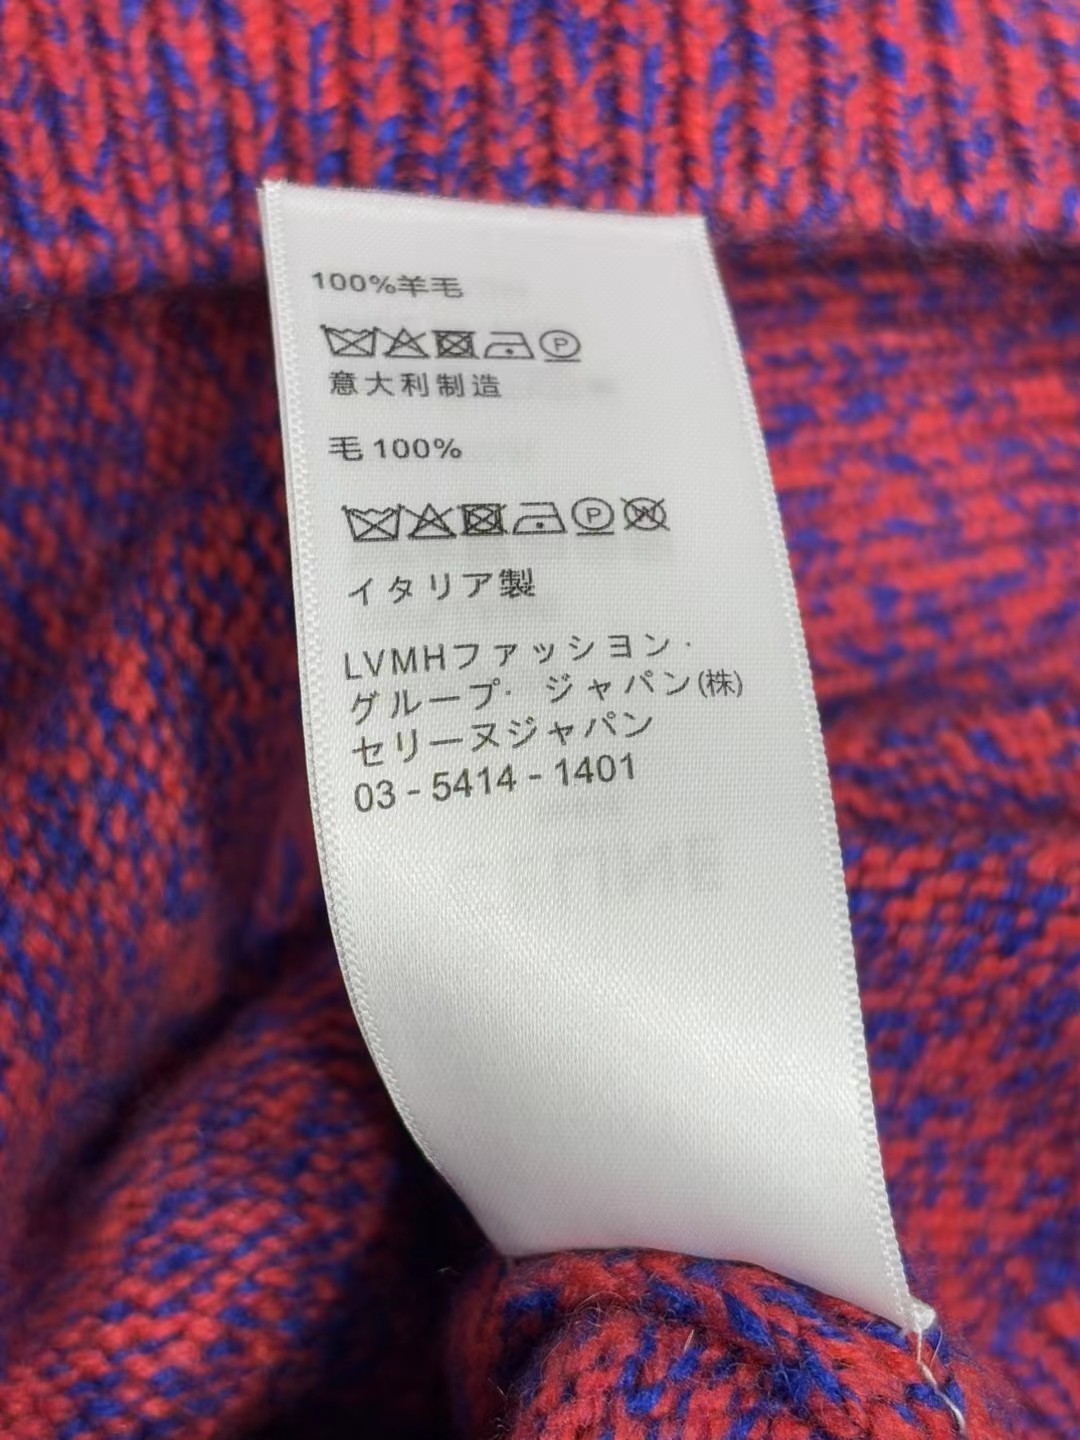 100%羊毛
P
意大利制造
毛 100%
P W
イタリア製
LVMHファッション・
グループ・ ジャパン(株)
セリーヌジャパン
03 - 5414 - 1401